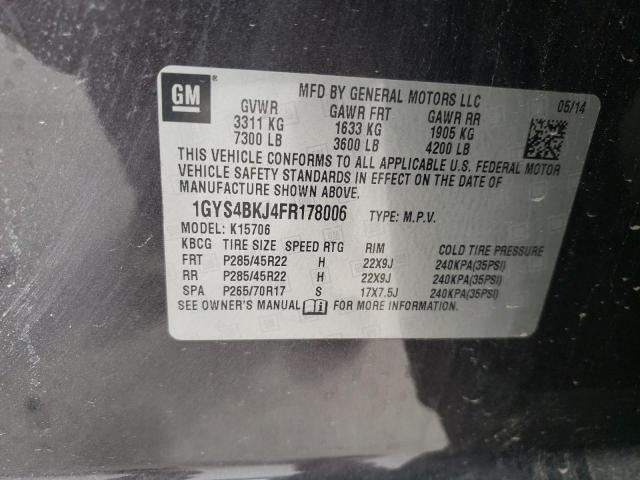 GM
MFD BY GENERAL MOTORS LLC 05/14
GVWR GAWR FRT GAWR RR
3311 KG 1633 KG 1905 KG
7300 LB 3600 LB 4200 LB
THIS VEHICLE CONFORMS TO ALL APPLICABLE U.S. FEDERAL MOTOR
VEHICLE SAFETY STANDARDS IN EFFECT ON THE DATE OF
MANUFACTURE SHOWN ABOVE.
1GYS4BKJ4FR178006 TYPE: M.P.V.
MODEL: K15706
KBCG TIRE SIZE SPEED RTG RIM COLD TIRE PRESSURE
FRT P285/45R22 H 22X9J 240KPA(35PSI)
RR P285/45R22 H 22X9J 240KPA(35PSI)
SPA P265/70R17 S 17X7.5J 240KPA(35PSI)
SEE OWNER'S MANUAL FOR MORE INFORMATION.